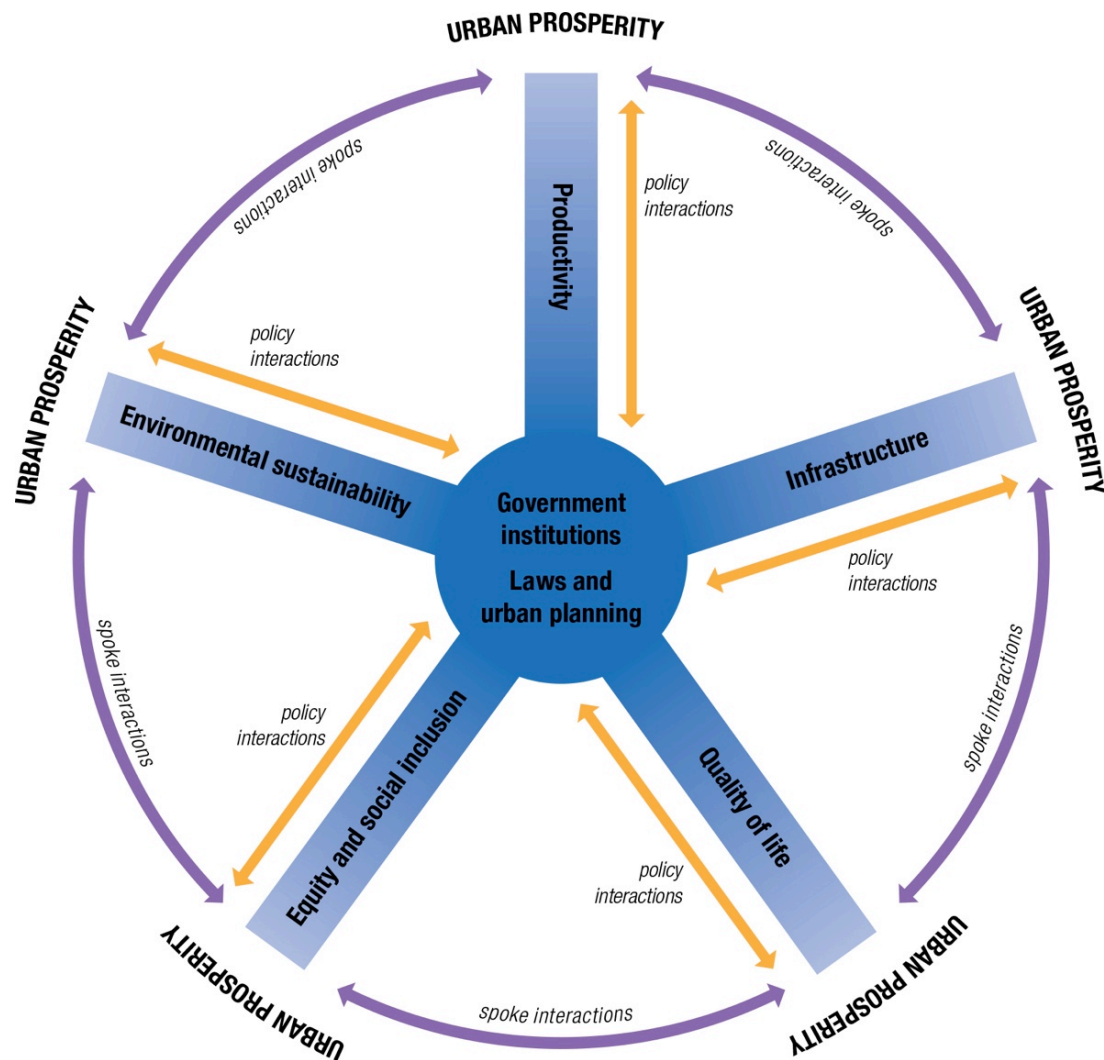 URBAN PROSPERITY
spoke interactions
spoke interactions
Productivity
policy
interactions
URBAN PROSPERITY
URBAN PROSPERITY
policy
interactions
Environmental sustainability
Infrastructure
Government
institutions
Laws and
urban planning
policy
interactions
spoke interactions
spoke interactions
policy
interactions
Equity and social inclusion
Quality of life
policy
interactions
URBAN PROSPERITY
URBAN PROSPERITY
spoke interactions